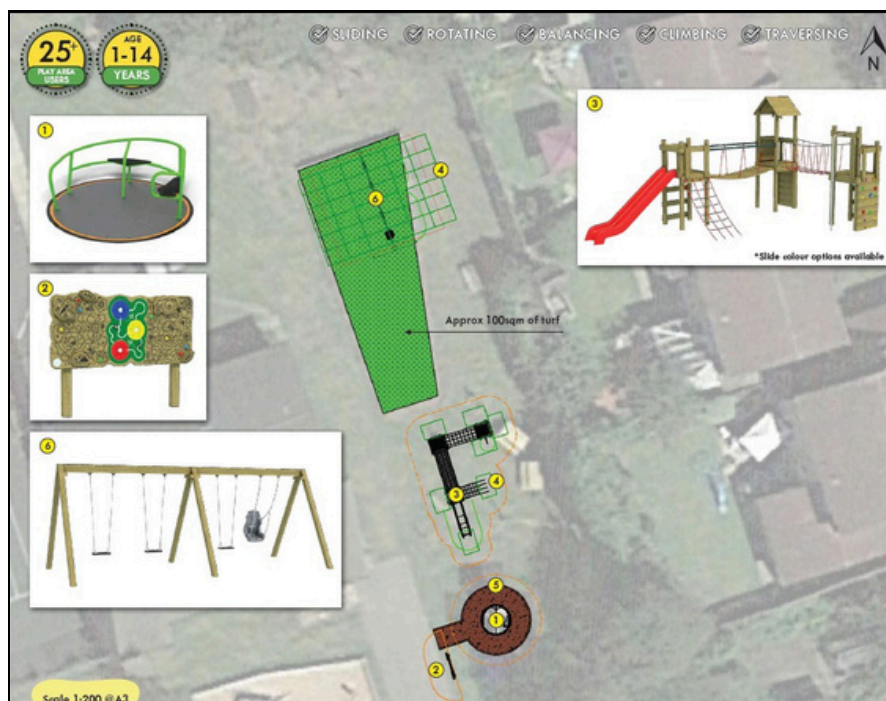 25+
PLAY AREA
USERS
AGE
1-14
YEARS
SLIDING
ROTATING
BALANCING
CLIMBING
TRAVERSING
N
1
2
6
3
*Slide colour options available
4
6
Approx 100sqm of turf
3
4
5
1
2
Scale 1-200 @A3